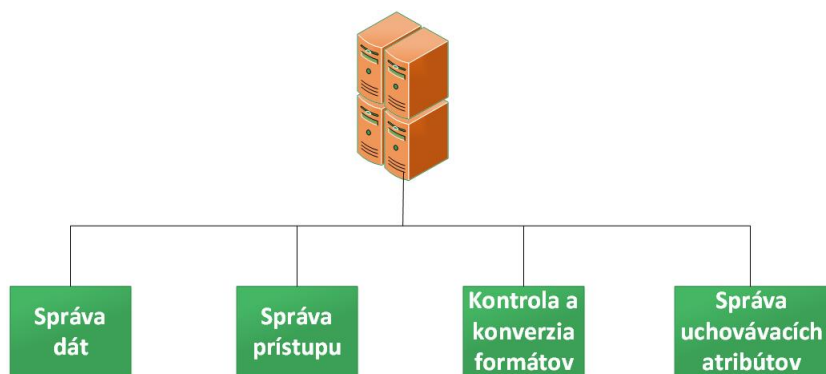 Správa
dát
Správa
prístupu
Kontrola a
konverzia
formátov
Správa
uchovávacích
atribútov